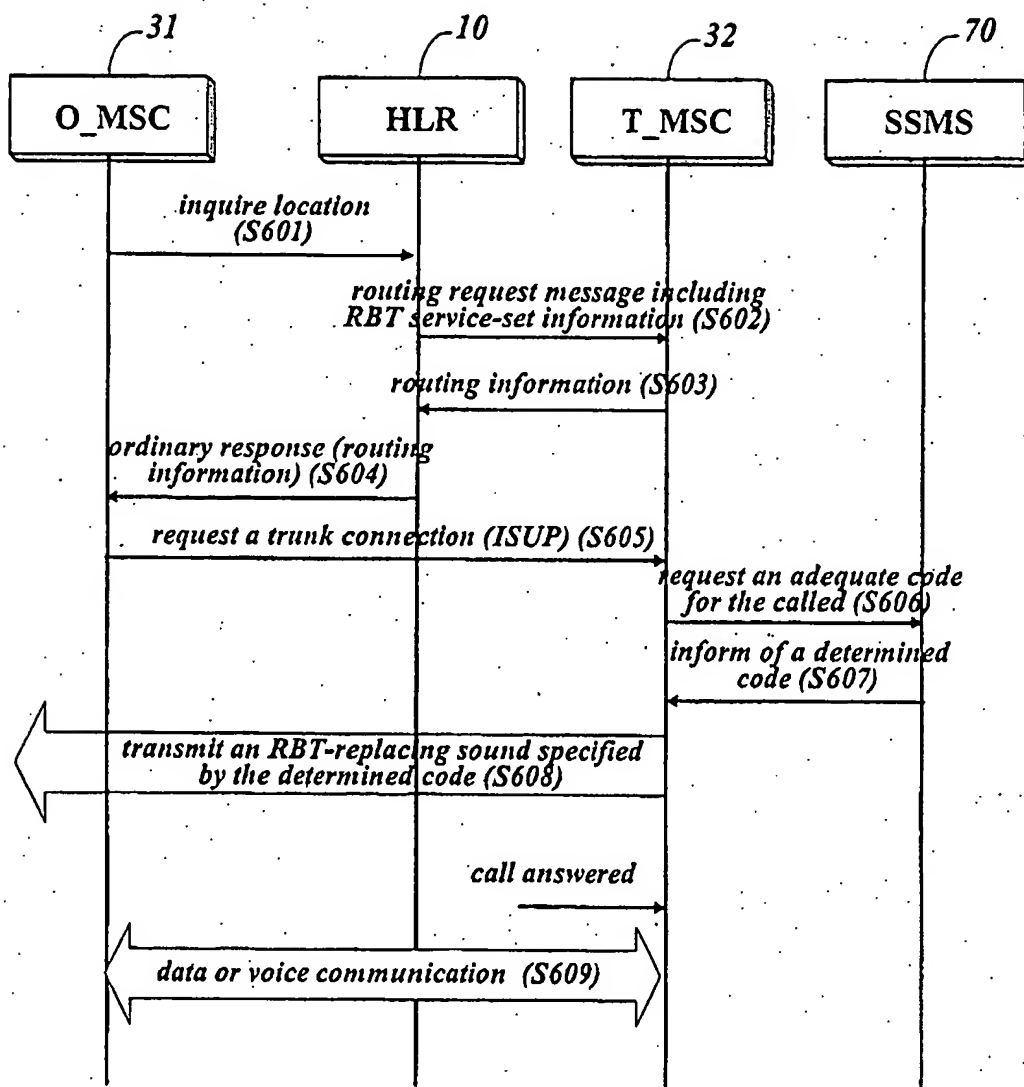 31
10
32
70
O_MSC
HLR
T_MSC
SSMS
inquire location
(S601)
routing request message including
RBT service-set information (S602)
routing information (S603)
ordinary response (routing
information) (S604)
request a trunk connection (ISUP) (S605)
request an adequate code
for the called (S606)
inform of a determined
code (S607)
transmit an RBT-replacing sound specified
by the determined code (S608)
call answered
data or voice communication (S609)